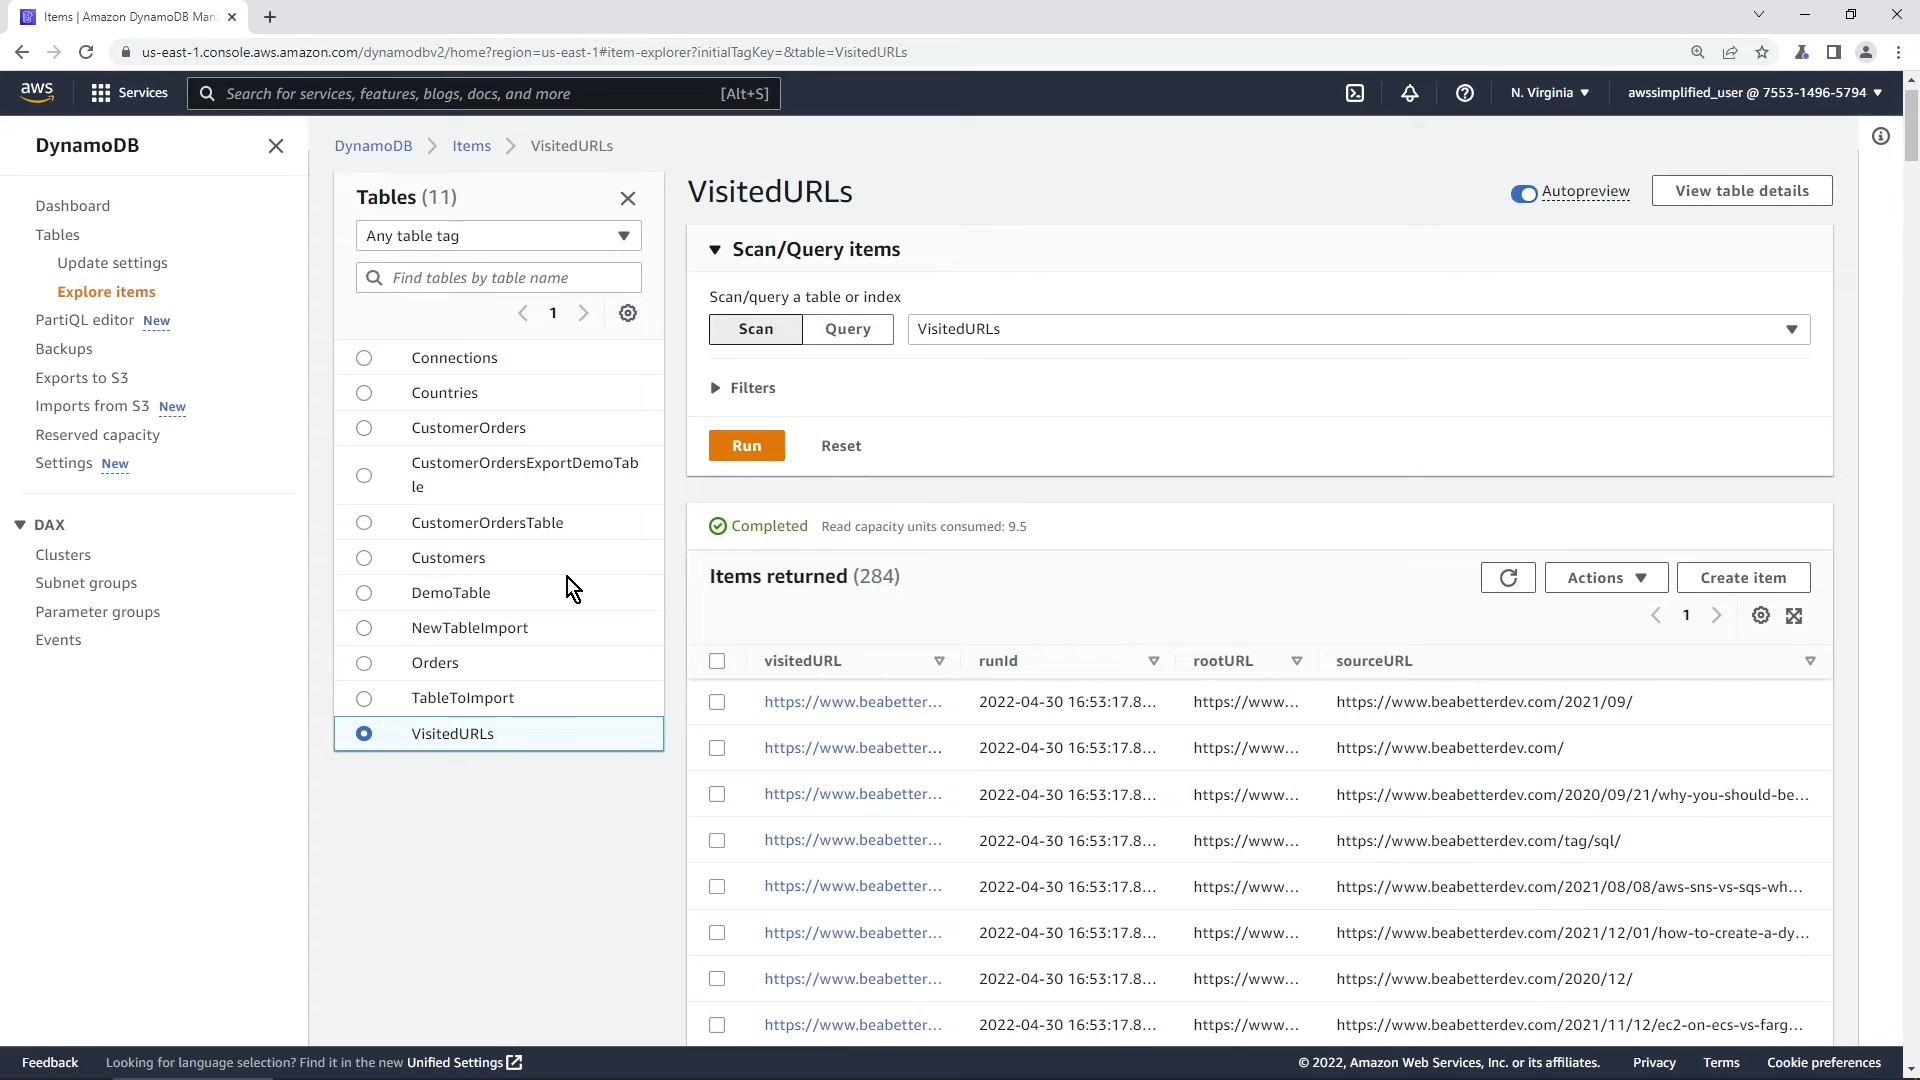 Items | Amazon DynamoDB Man
us-east-1.console.aws.amazon.com/dynamodbv2/home?region=us-east-1#item-explorer?initialTagKey=&table=VisitedURLs
aws
Services
Search for services, features, blogs, docs, and more
[Alt+S]
N. Virginia
awssimplified_user @ 7553-1496-5794
DynamoDB
Dashboard
Tables
Update settings
Explore items
PartiQL editor New
Backups
Exports to S3
Imports from S3 New
Reserved capacity
Settings New
DAX
Clusters
Subnet groups
Parameter groups
Events
DynamoDB
Items
VisitedURLs
Tables (11)
Any table tag
Find tables by table name
1
Connections
Countries
CustomerOrders
CustomerOrdersExportDemoTab
le
CustomerOrdersTable
Customers
DemoTable
NewTableImport
Orders
TableToImport
VisitedURLs
VisitedURLs
Autopreview
View table details
Scan/Query items
Scan/query a table or index
Scan
Query
VisitedURLs
Filters
Run
Reset
Completed
Read capacity units consumed: 9.5
Items returned (284)
Actions
Create item
1
visitedURL runId rootURL sourceURL
https://www.beabetter... 2022-04-30 16:53:17.8... https://www... https://www.beabetterdev.com/2021/09/
https://www.beabetter... 2022-04-30 16:53:17.8... https://www... https://www.beabetterdev.com/
https://www.beabetter... 2022-04-30 16:53:17.8... https://www... https://www.beabetterdev.com/2020/09/21/why-you-should-be...
https://www.beabetter... 2022-04-30 16:53:17.8... https://www... https://www.beabetterdev.com/tag/sql/
https://www.beabetter... 2022-04-30 16:53:17.8... https://www... https://www.beabetterdev.com/2021/08/08/aws-sns-vs-sqs-wh...
https://www.beabetter... 2022-04-30 16:53:17.8... https://www... https://www.beabetterdev.com/2021/12/01/how-to-create-a-dy...
https://www.beabetter... 2022-04-30 16:53:17.8... https://www... https://www.beabetterdev.com/2020/12/
https://www.beabetter... 2022-04-30 16:53:17.8... https://www... https://www.beabetterdev.com/2021/11/12/ec2-on-ecs-vs-farg...
Feedback
Looking for language selection? Find it in the new Unified Settings
© 2022, Amazon Web Services, Inc. or its affiliates.
Privacy
Terms
Cookie preferences